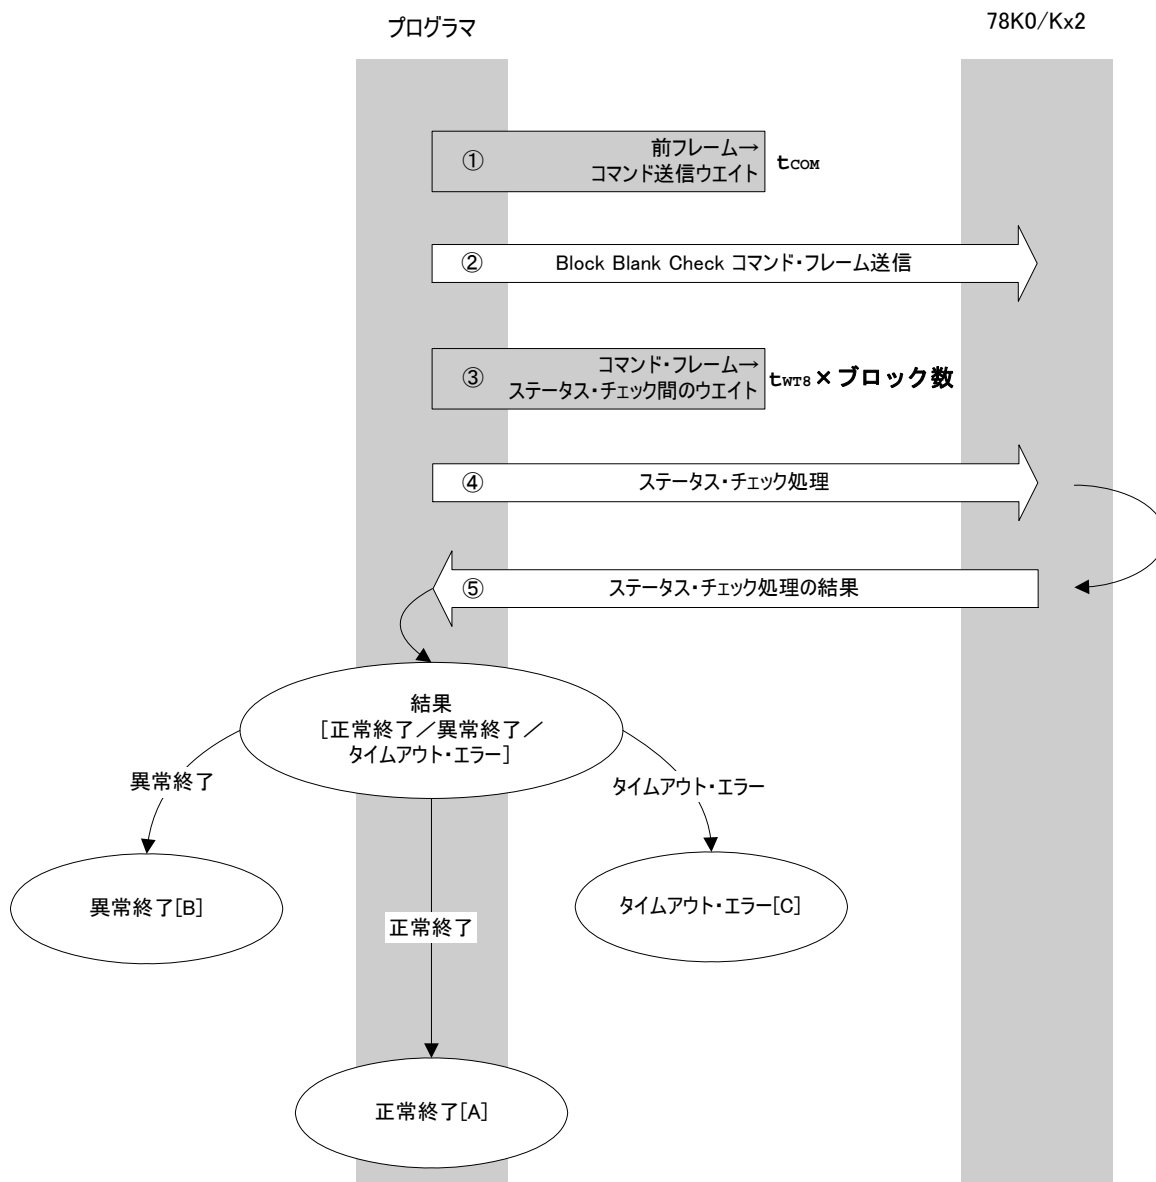 プログラマ
78K0/Kx2
① 前フレーム→
コマンド送信ウエイト
tCOM
② Block Blank Check コマンド・フレーム送信
③ コマンド・フレーム→
ステータス・チェック間のウエイト
tWT8×ブロック数
④ ステータス・チェック処理
⑤ ステータス・チェック処理の結果
結果
[正常終了／異常終了／
タイムアウト・エラー]
異常終了
タイムアウト・エラー
異常終了[B]
正常終了
タイムアウト・エラー[C]
正常終了[A]